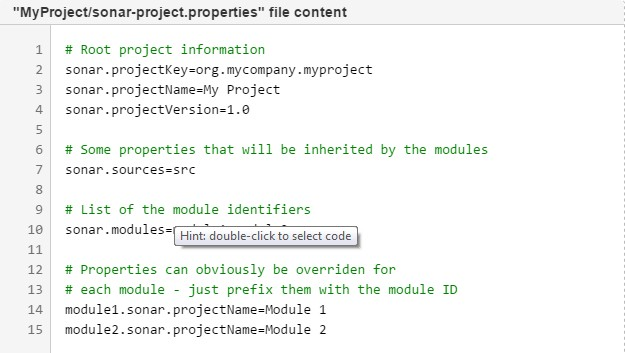 "MyProject/sonar-project.properties" file content
1 # Root project information
2 sonar.projectKey=org.mycompany.myproject
3 sonar.projectName=My Project
4 sonar.projectVersion=1.0
5
6 # Some properties that will be inherited by the modules
7 sonar.sources=src
8
9 # List of the module identifiers
10 sonar.modules=
Hint: double-click to select code
11
12 # Properties can obviously be overriden for
13 # each module - just prefix them with the module ID
14 module1.sonar.projectName=Module 1
15 module2.sonar.projectName=Module 2